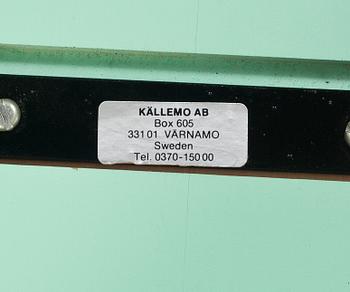 KÄLLEMO AB
Box 605
331 01 VÄRNAMO
Sweden
Tel. 0370-150 00